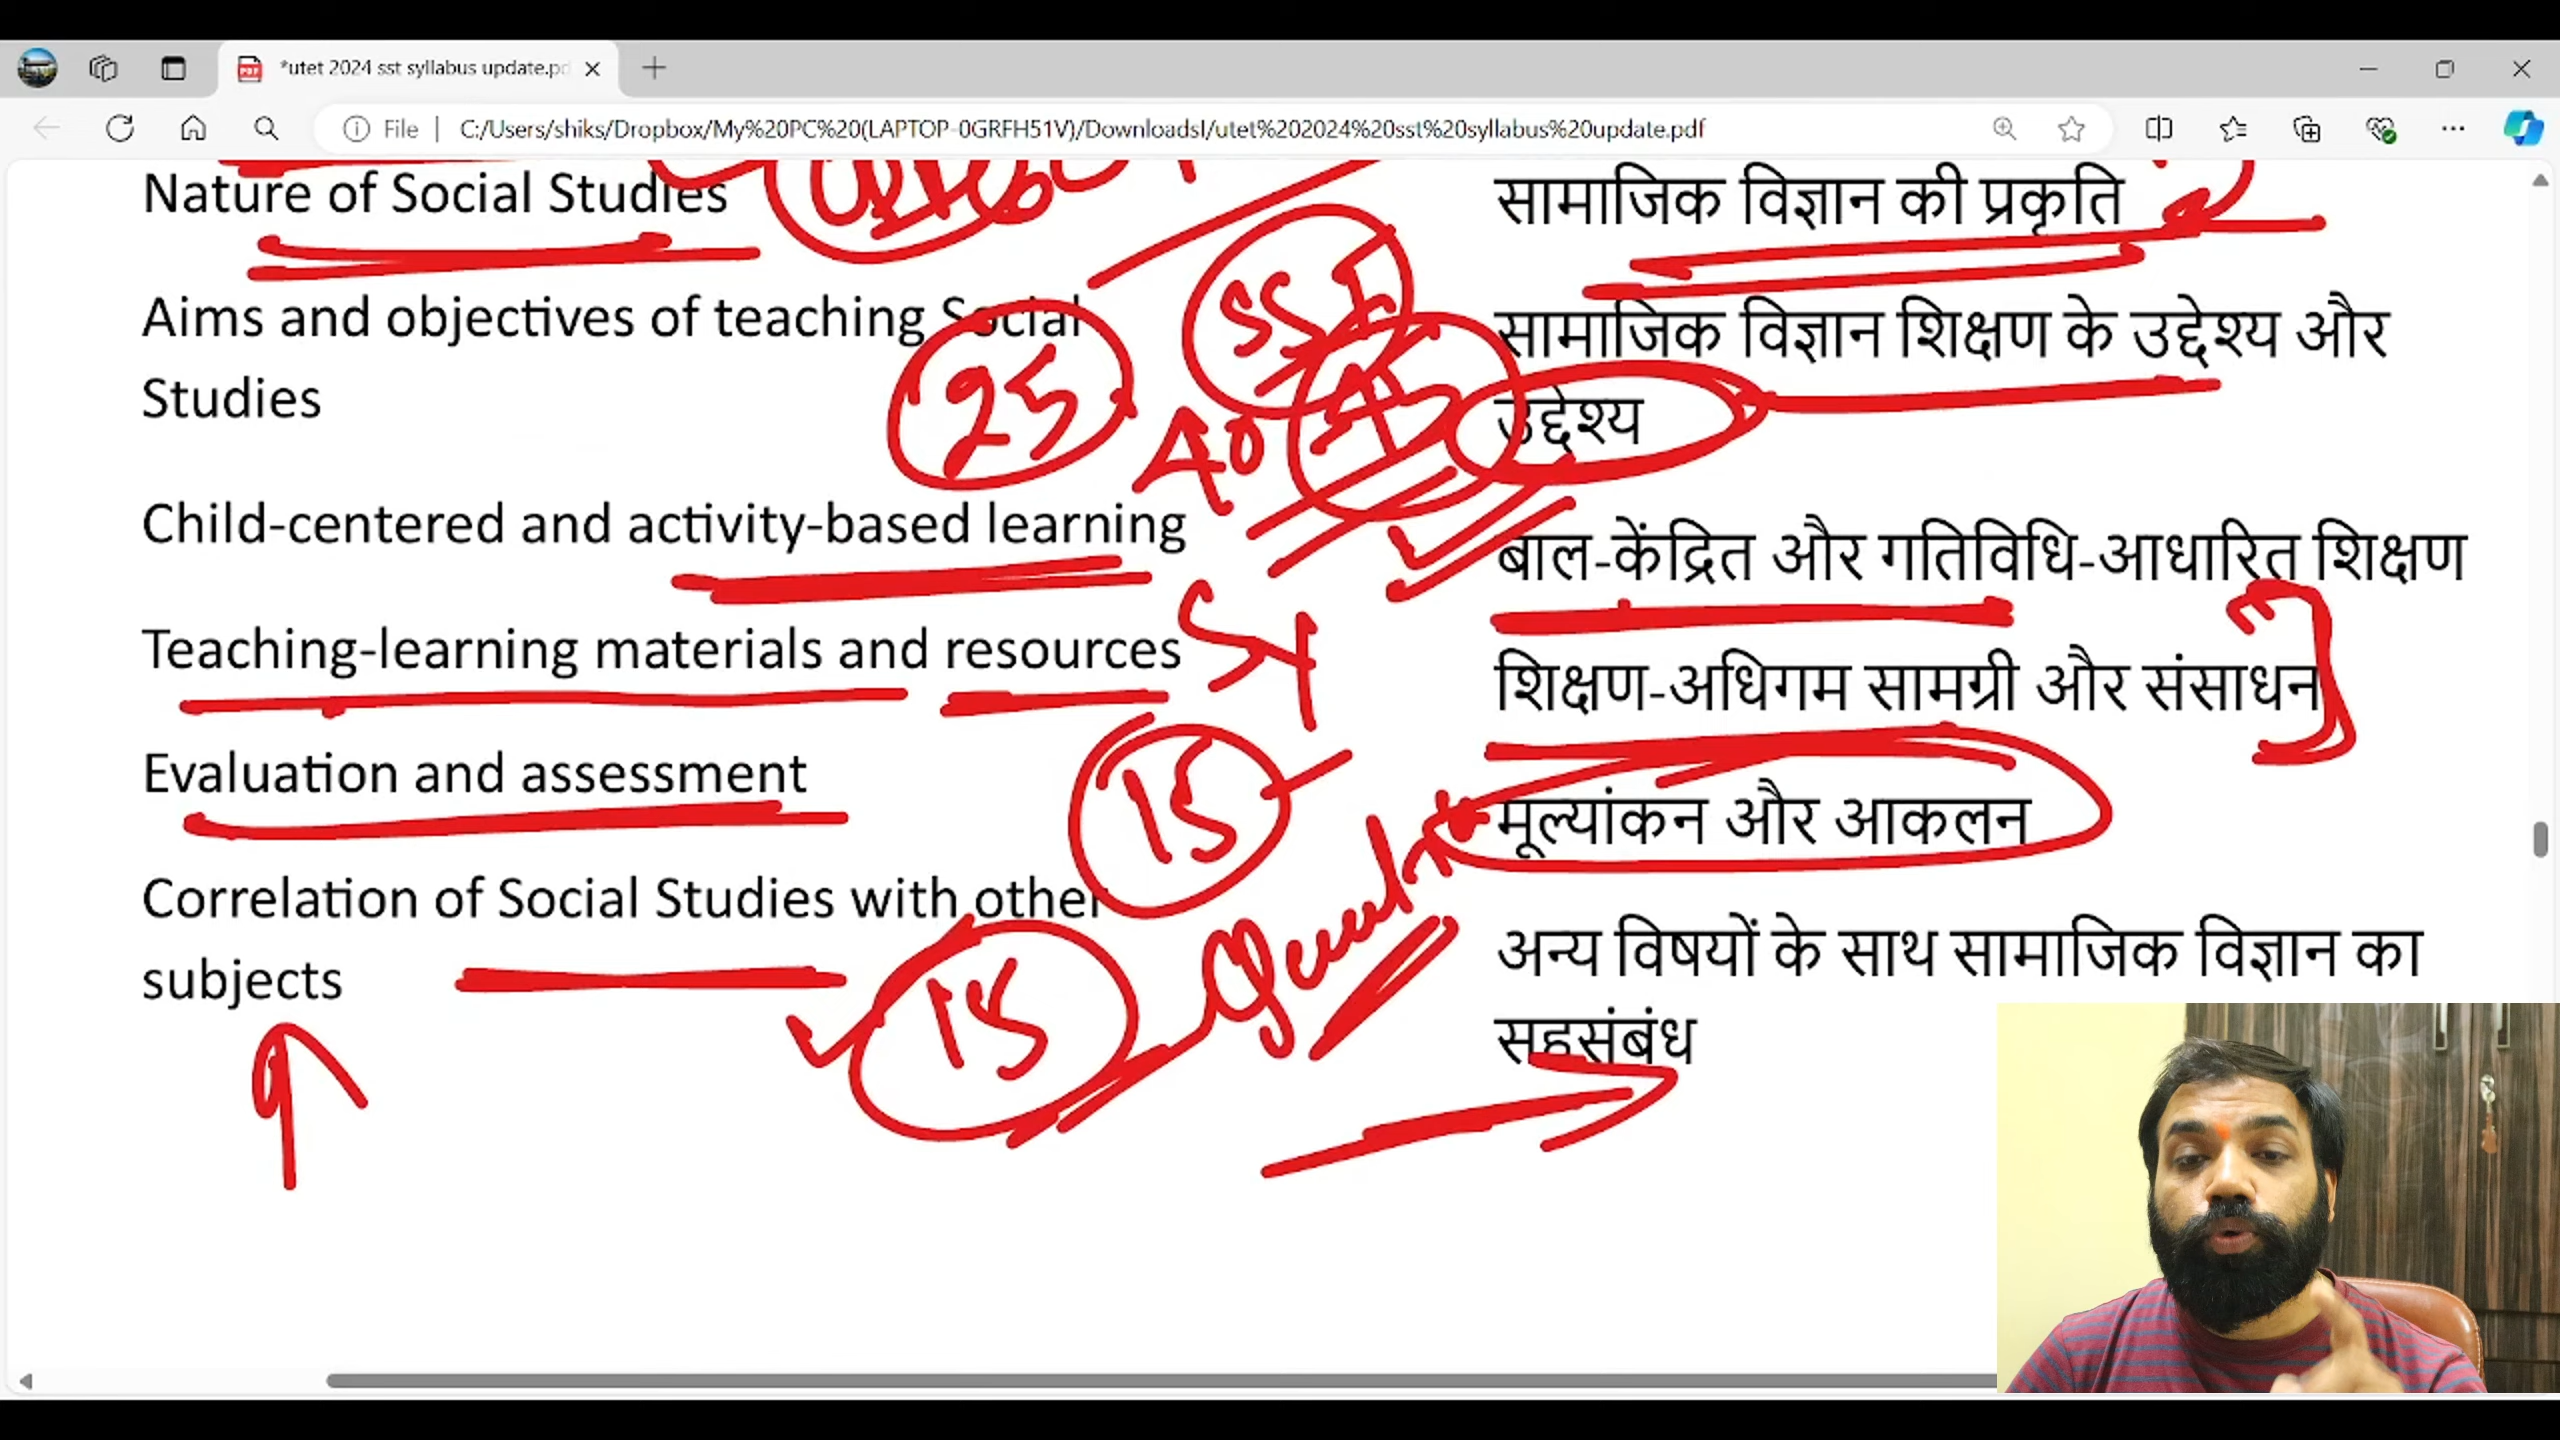 *utet 2024 sst syllabus update.pd
File
C:/Users/shiks/Dropbox/My%20PC%20(LAPTOP-0GRFH51V)/DownloadsI/utet%202024%20sst%20syllabus%20update.pdf
Nature of Social Studies
सामाजिक विज्ञान की प्रकृति
Aims and objectives of teaching Social
Studies
सामाजिक विज्ञान शिक्षण के उद्देश्य और
उद्देश्य
25
40
Child-centered and activity-based learning
बाल-केंद्रित और गतिविधि-आधारित शिक्षण
Teaching-learning materials and resources
शिक्षण-अधिगम सामग्री और संसाधन
Evaluation and assessment
मूल्यांकन और आकलन
15
Correlation of Social Studies with other
subjects
अन्य विषयों के साथ सामाजिक विज्ञान का
सहसंबंध
15